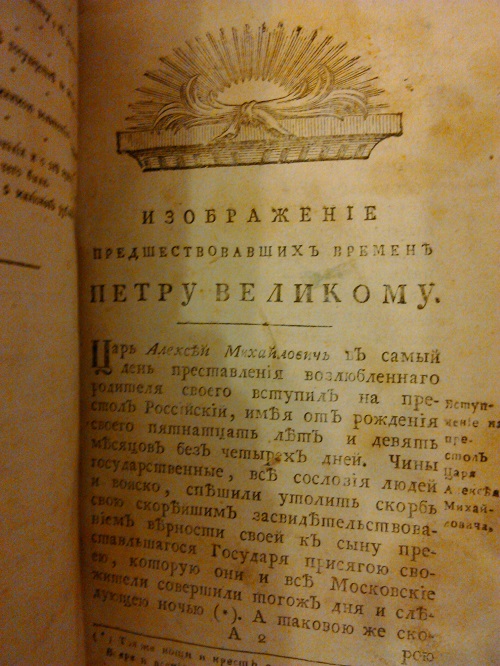 ИЗОБРАЖЕНІЕ
ПРЕДШЕСТВОВАВШИХЪ ВРЕМЕНЪ
ПЕТРУ ВЕЛИКОМУ.
Царь Алексѣй Михайловичь въ самый
день преставленія возлюбленнаго
родителя своего вступилъ на пре-
столъ Россійскій, имѣя отъ рожденія
своего пятнатцать лѣтъ и девять
мѣсяцовъ безъ четырехъ дней. Чины
государственные, всѣ сословія людей
и войско, спѣшили утолить скорбь
свою скорѣйшимъ засвидѣтельствова-
ніемъ вѣрности своей къ сыну пре-
ставльшагося Государя присягою сво-
ею, которую они и всѣ Московскіе
жители совершили тогожъ дня и слѣ-
дующею ночью (*). А таковою же ско-
А 2
рою
Вступ-
женіе на
пре-
столъ
Царя
Алексѣя
Михай-
ловича,